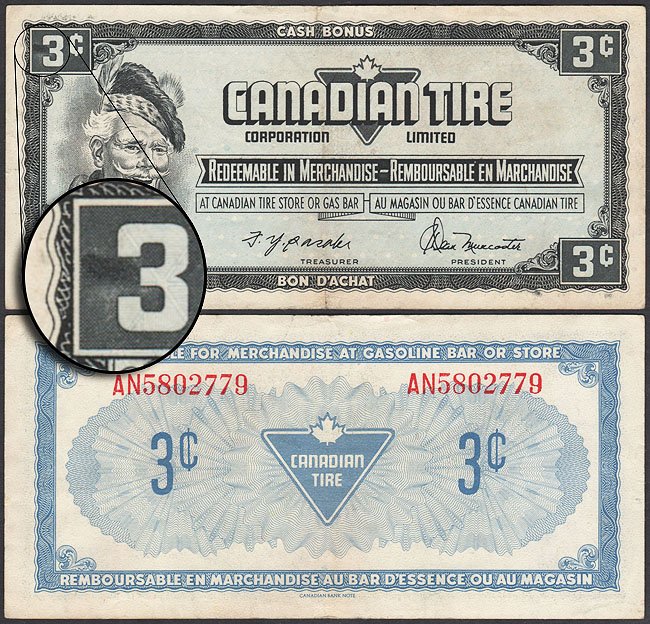 CASH BONUS
3¢ 3¢
CANADIAN TIRE
CORPORATION LIMITED
REDEEMABLE IN MERCHANDISE-REMBOURSABLE EN MARCHANDISE
AT CANADIAN TIRE STORE OR GAS BAR AU MAGASIN OU BAR D'ESSENCE CANADIAN TIRE
TREASURER PRESIDENT
3 3¢
BON D'ACHAT
FOR MERCHANDISE AT GASOLINE BAR OR STORE
AN5802779 AN5802779
3¢ 3¢
CANADIAN
TIRE
REMBOURSABLE EN MARCHANDISE AU BAR D'ESSENCE OU AU MAGASIN
CANADIAN BANK NOTE